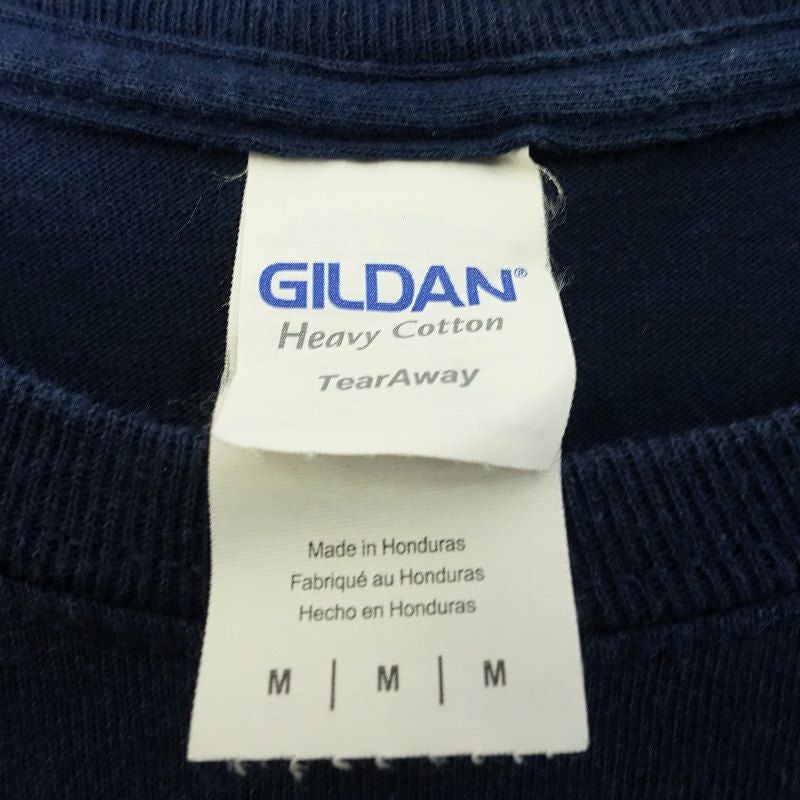 GILDAN®
Heavy Cotton
TearAway
Made in Honduras
Fabriqué au Honduras
Hecho en Honduras
M | M | M